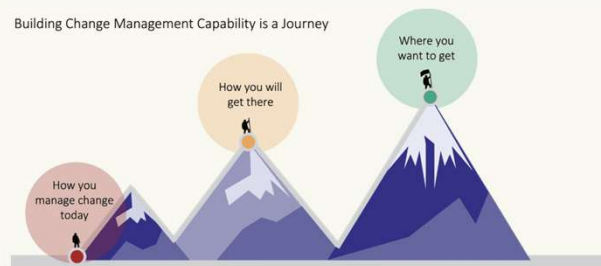 Building Change Management Capability is a Journey
Where you
want to get
How you will
get there
How you
manage change
today